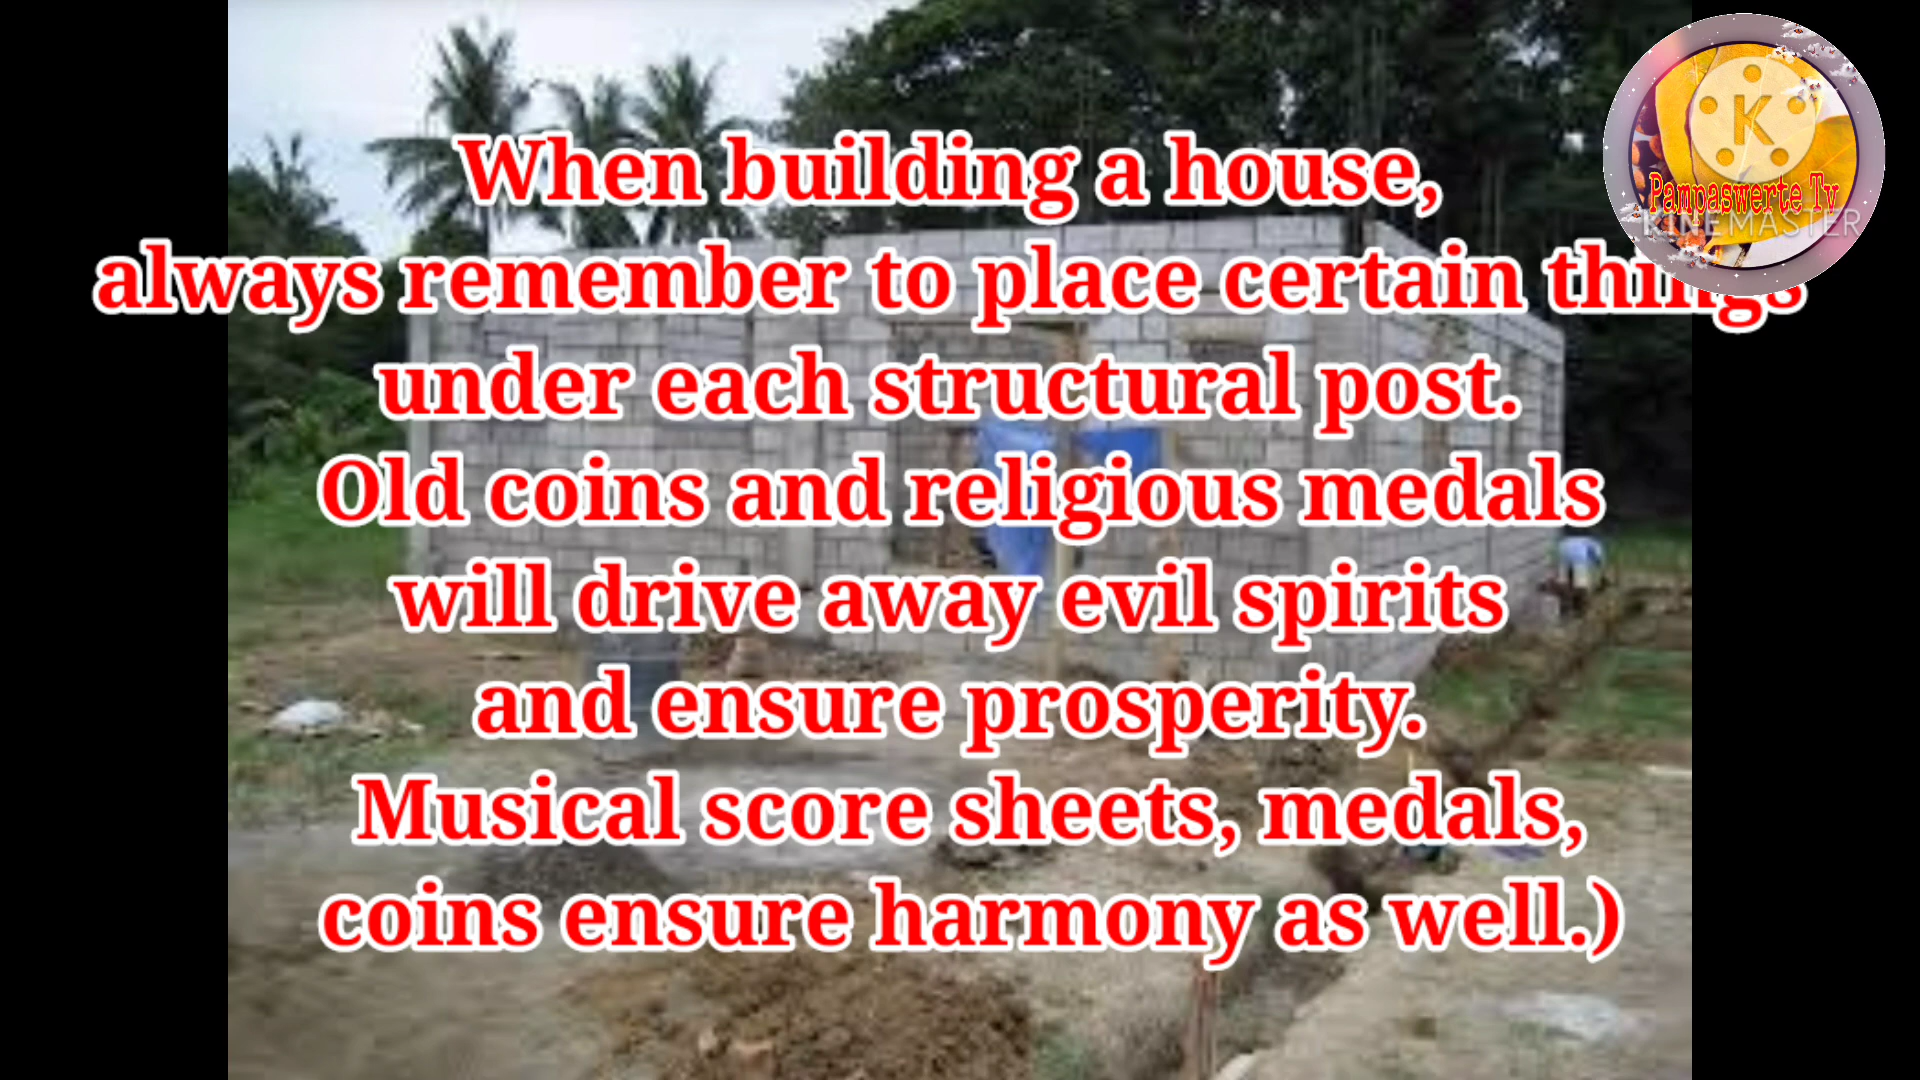 When building a house,
always remember to place certain things
under each structural post.
Old coins and religious medals
will drive away evil spirits
and ensure prosperity.
Musical score sheets, medals,
coins ensure harmony as well.)
K
Pampaswerte Tv
KINEMASTER